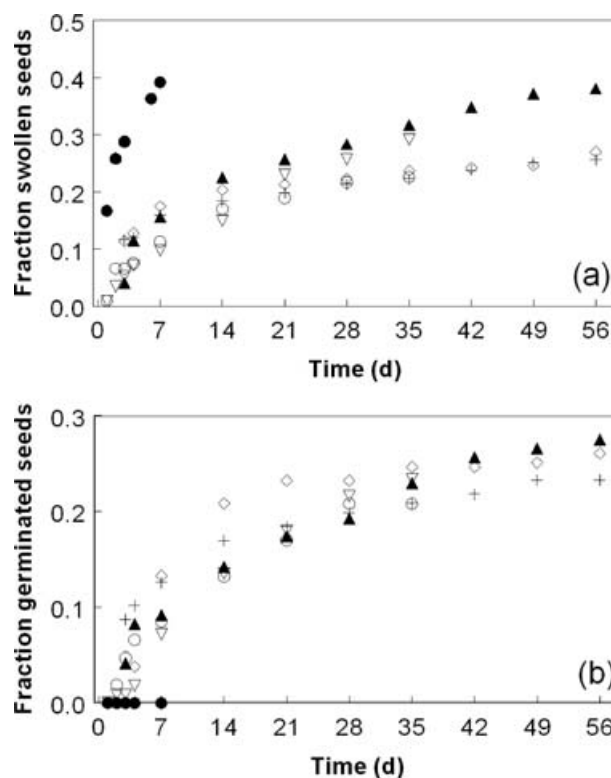 0.5
0.4
0.3
0.2
0.1
0.0
Fraction swollen seeds
(a)
0 7 14 21 28 35 42 49 56
Time (d)
0.3
0.2
0.1
0.0
Fraction germinated seeds
(b)
0 7 14 21 28 35 42 49 56
Time (d)